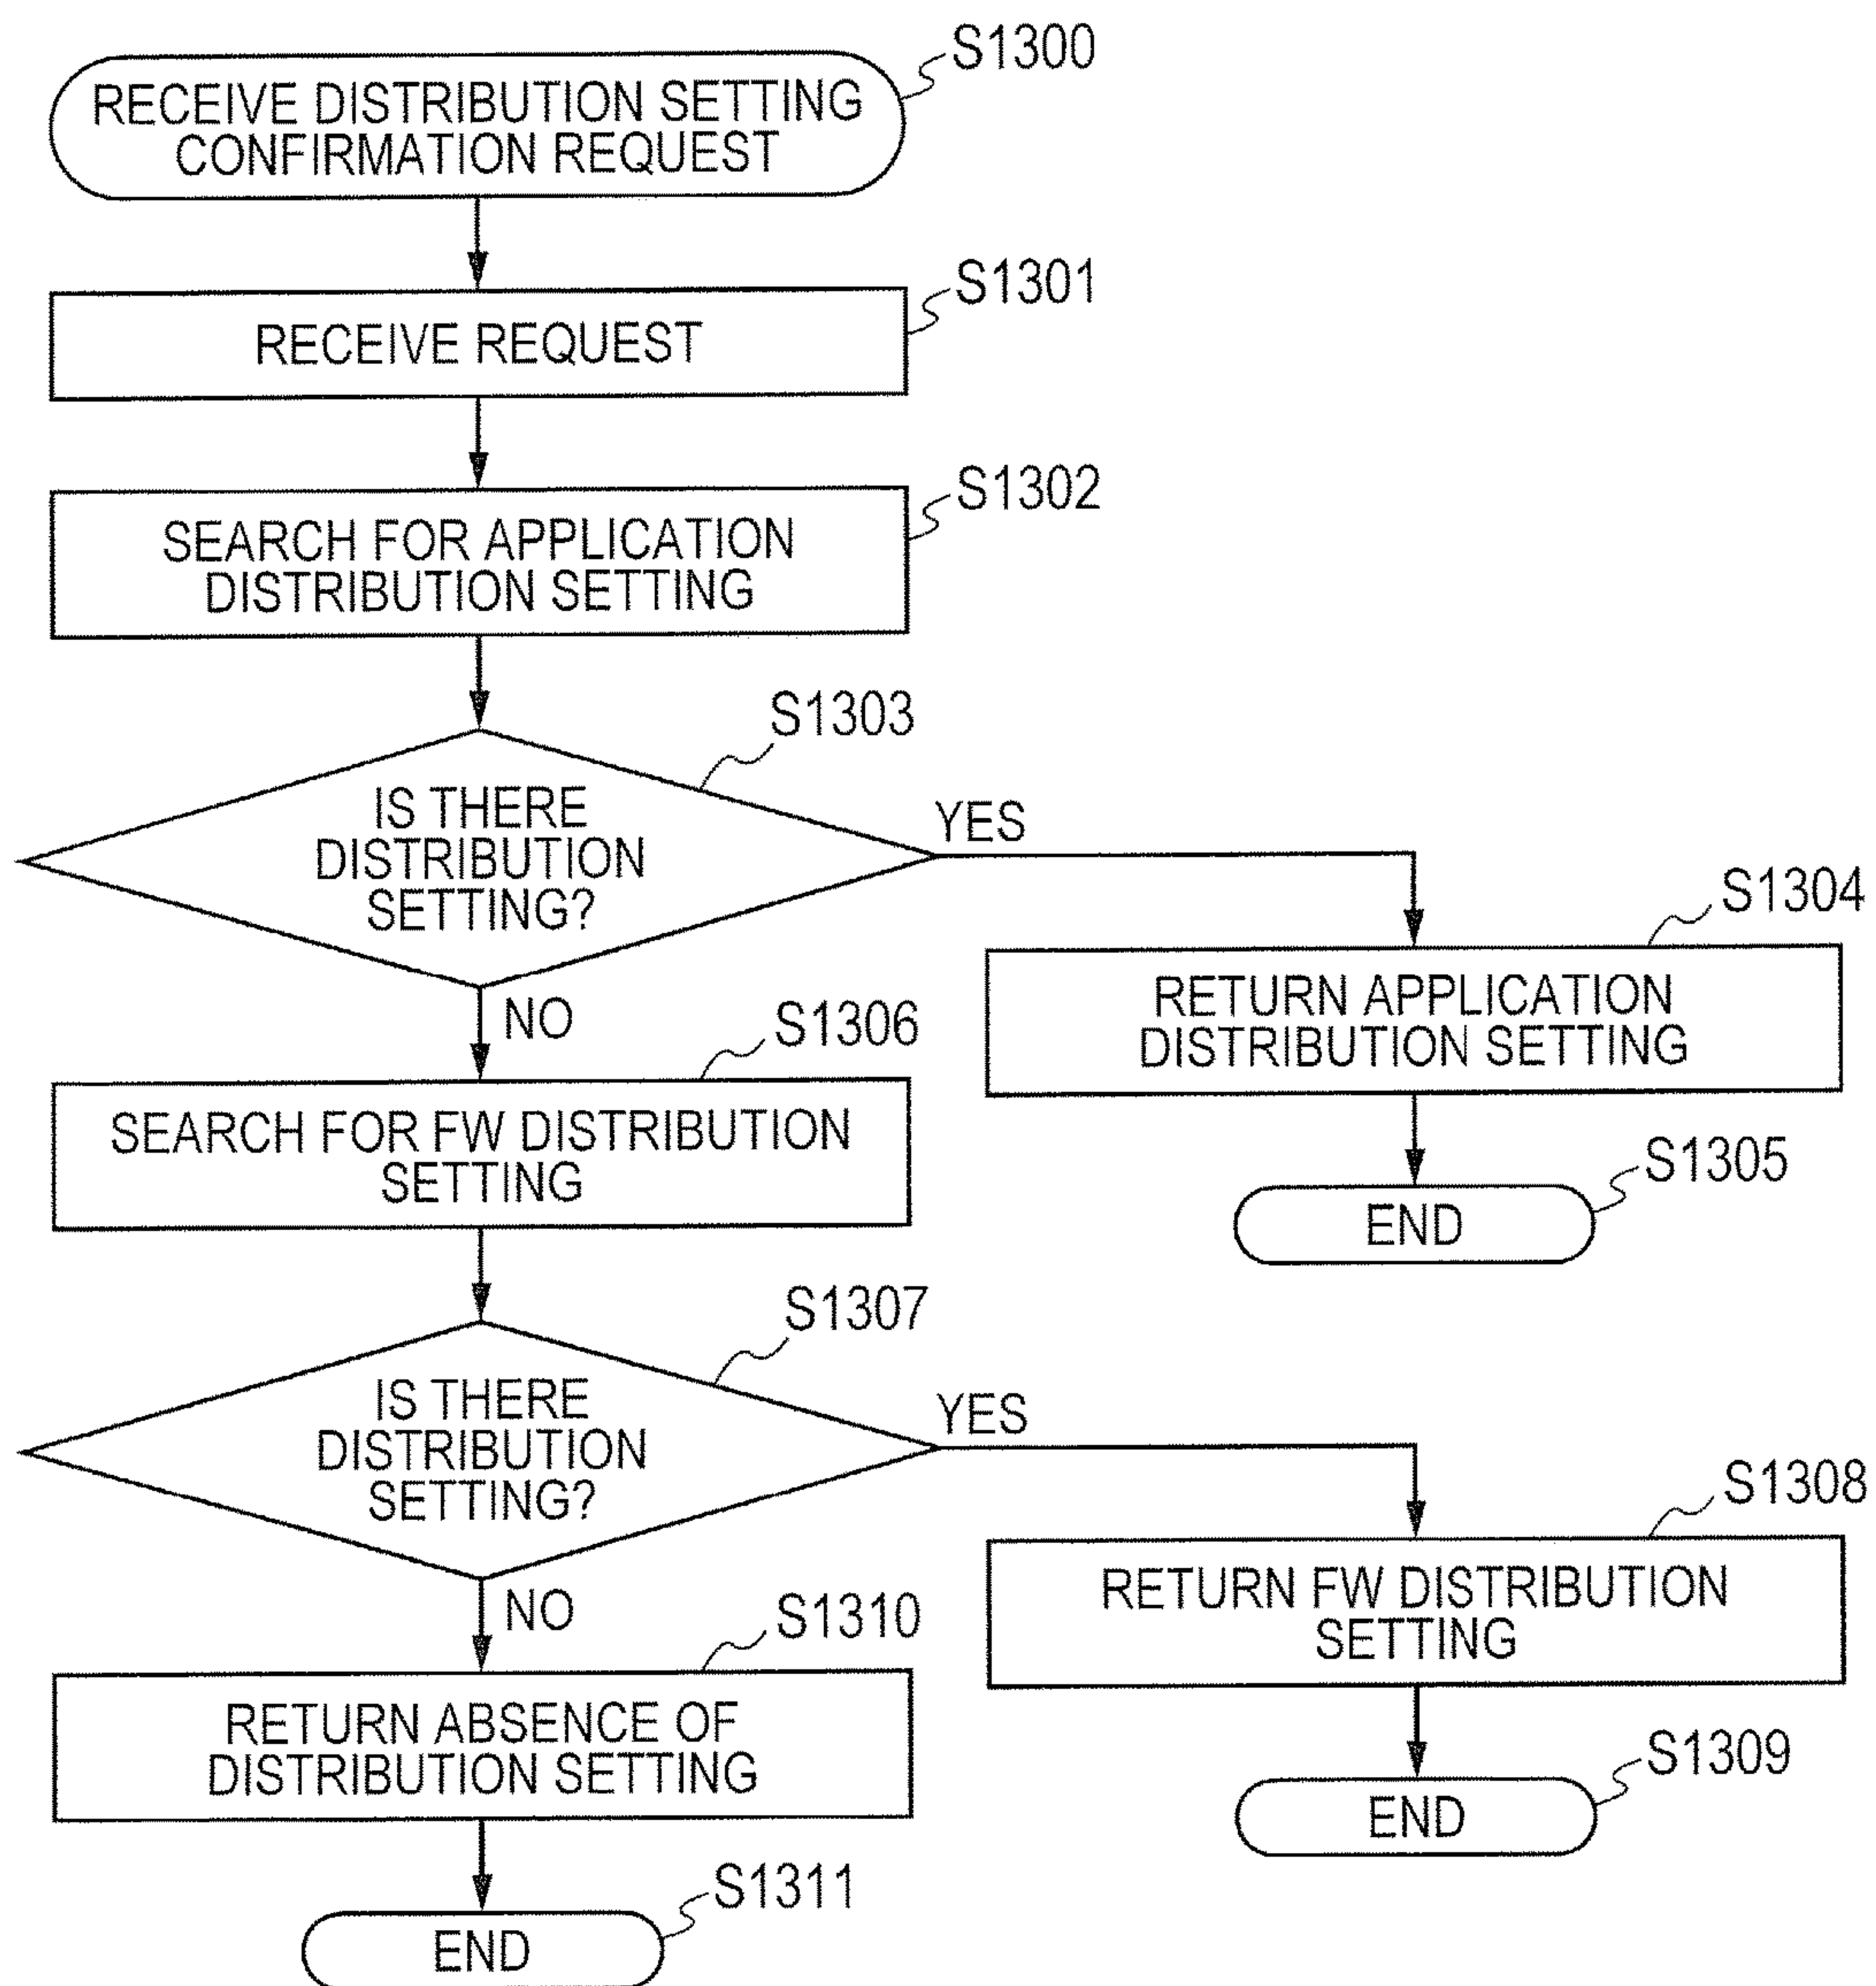 S1300
RECEIVE DISTRIBUTION SETTING
CONFIRMATION REQUEST
S1301
RECEIVE REQUEST
S1302
SEARCH FOR APPLICATION
DISTRIBUTION SETTING
S1303
IS THERE
DISTRIBUTION
SETTING?
YES
S1304
RETURN APPLICATION
DISTRIBUTION SETTING
S1305
END
NO
S1306
SEARCH FOR FW DISTRIBUTION
SETTING
S1307
IS THERE
DISTRIBUTION
SETTING?
YES
S1308
RETURN FW DISTRIBUTION
SETTING
S1309
END
NO
S1310
RETURN ABSENCE OF
DISTRIBUTION SETTING
S1311
END